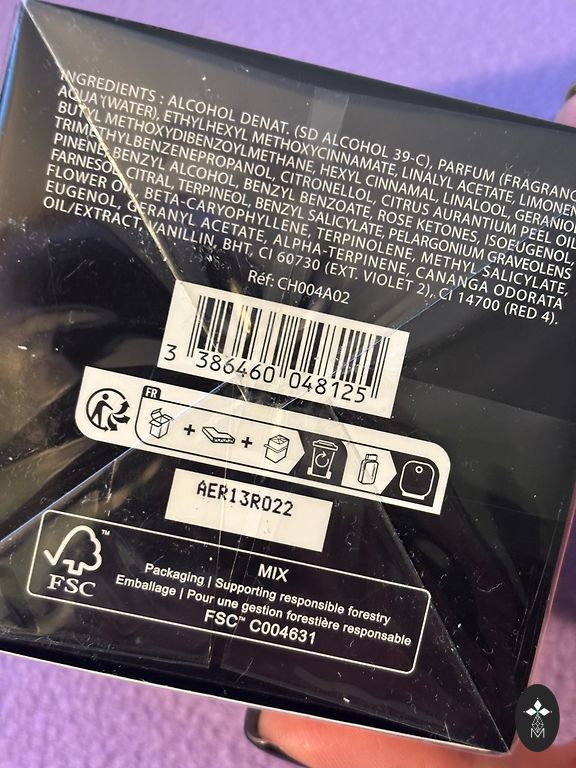 INGREDIENTS : ALCOHOL DENAT. (SD ALCOHOL 39-C), PARFUM (FRAGRANC
AQUA (WATER), ETHYLHEXYL METHOXYCINNAMATE, LINALYL ACETATE, LIMONEN
BUTYL METHOXYDIBENZOYLMETHANE, HEXYL CINNAMAL, LINALOOL, GERANIOL
TRIMETHYLBENZENEPROPANOL, CITRONELLOL, CITRUS AURANTIUM PEEL OIL
PINENE, BENZYL ALCOHOL, BENZYL BENZOATE, ROSE KETONES, ISOEUGENOL,
FARNESOL, CITRAL, TERPINEOL, BENZYL SALICYLATE, PELARGONIUM GRAVEOLENS
FLOWER OIL, BETA-CARYOPHYLLENE, TERPINOLENE, METHYL SALICYLATE,
EUGENOL, GERANYL ACETATE, ALPHA-TERPINENE, CANANGA ODORATA
OIL/EXTRACT, VANILLIN, BHT, CI 60730 (EXT. VIOLET 2), CI 14700 (RED 4).
Réf: CH004A02
3 386460 048125
FR
AER13R022
FSC™
MIX
Packaging | Supporting responsible forestry
Emballage | Pour une gestion forestière responsable
FSC™ C004631
M